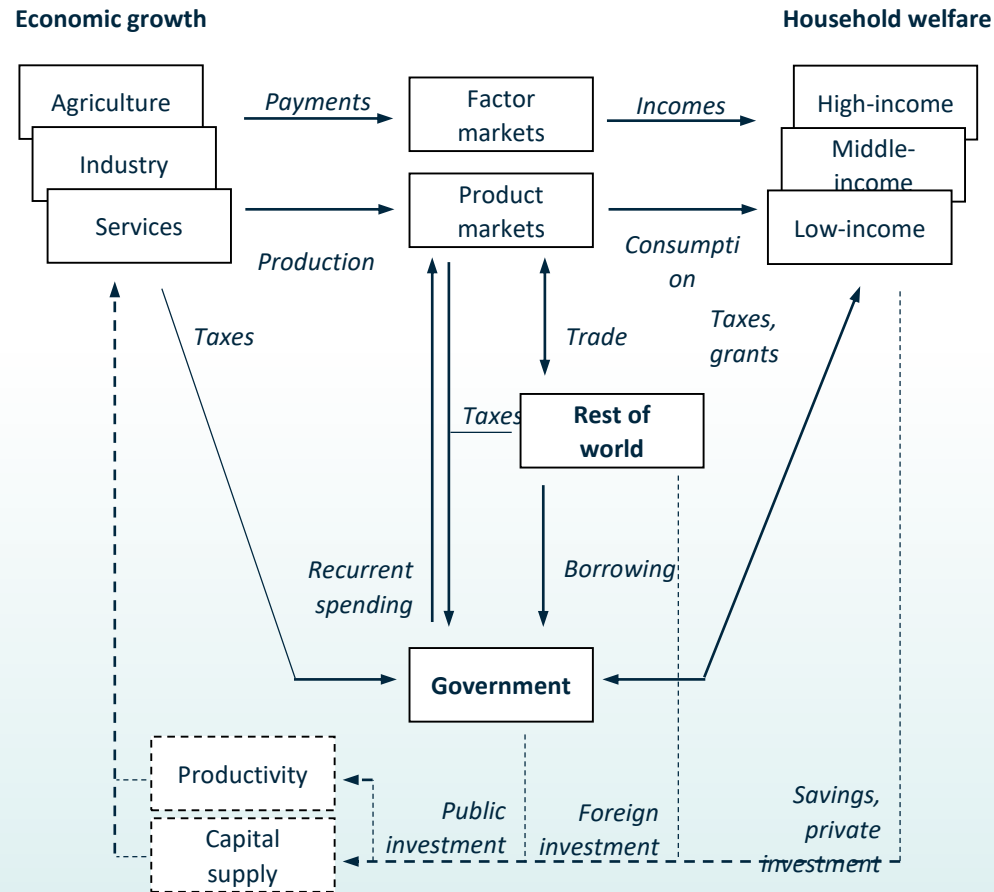 Economic growth
Household welfare
Agriculture
Industry
Services
Payments
Factor
markets
Incomes
High-income
Middle-
income
Low-income
Production
Product
markets
Consumpti
on
Taxes
Trade
Taxes,
grants
Taxes
Rest of
world
Recurrent
spending
Borrowing
Government
Productivity
Capital
supply
Public
investment
Foreign
investment
Savings,
private
investment